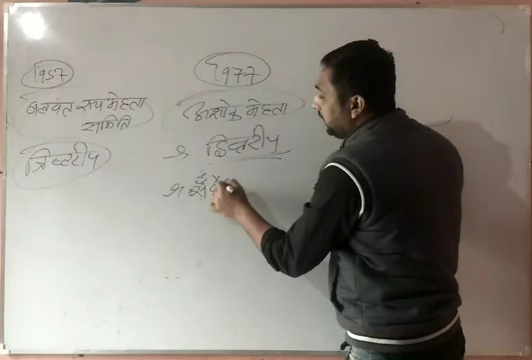 1957
बलवंत राय मेहता
समिति
त्रिस्तरीय
1977
अशोक मेहता
→ द्विस्तरीय